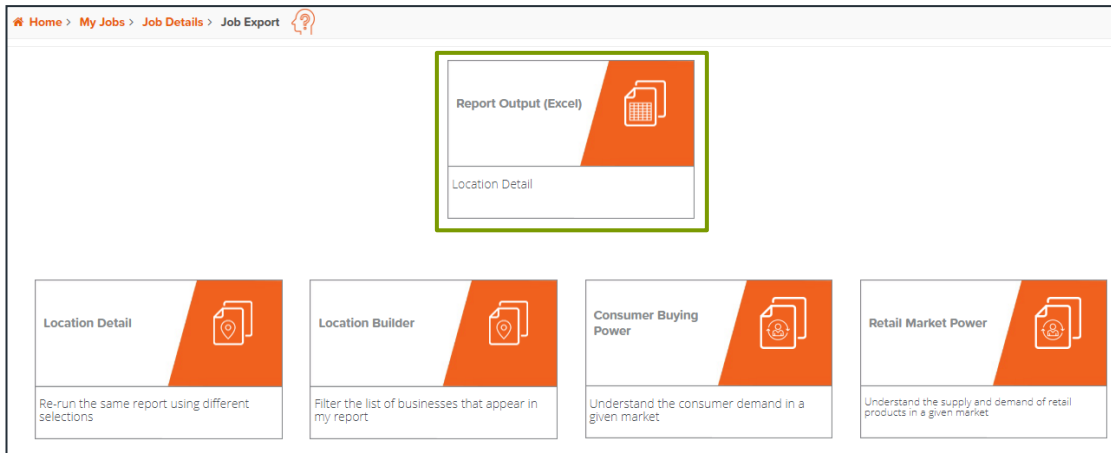 Home > My Jobs > Job Details > Job Export
Report Output (Excel)
Location Detail
Location Detail
Re-run the same report using different
selections
Location Builder
Filter the list of businesses that appear in
my report
Consumer Buying
Power
Understand the consumer demand in a
given market
Retail Market Power
Understand the supply and demand of retail
products in a given market